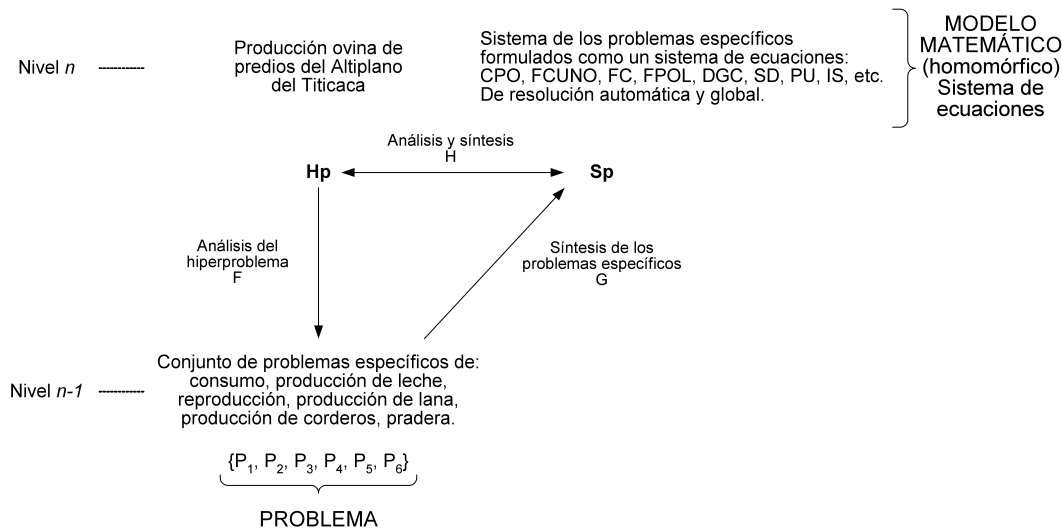 Nivel n ------------
Producción ovina de
predios del Altiplano
del Titicaca
Sistema de los problemas específicos
formulados como un sistema de ecuaciones:
CPO, FCUNO, FC, FPOL, DGC, SD, PU, IS, etc.
De resolución automática y global.
MODELO
MATEMÁTICO
(homomórfico)
Sistema de
ecuaciones
Análisis y síntesis
H
Hp
Sp
Análisis del
hiperproblema
F
Síntesis de los
problemas específicos
G
Nivel n-1 ------------
Conjunto de problemas específicos de:
consumo, producción de leche,
reproducción, producción de lana,
producción de corderos, pradera.
{P1, P2, P3, P4, P5, P6}
PROBLEMA